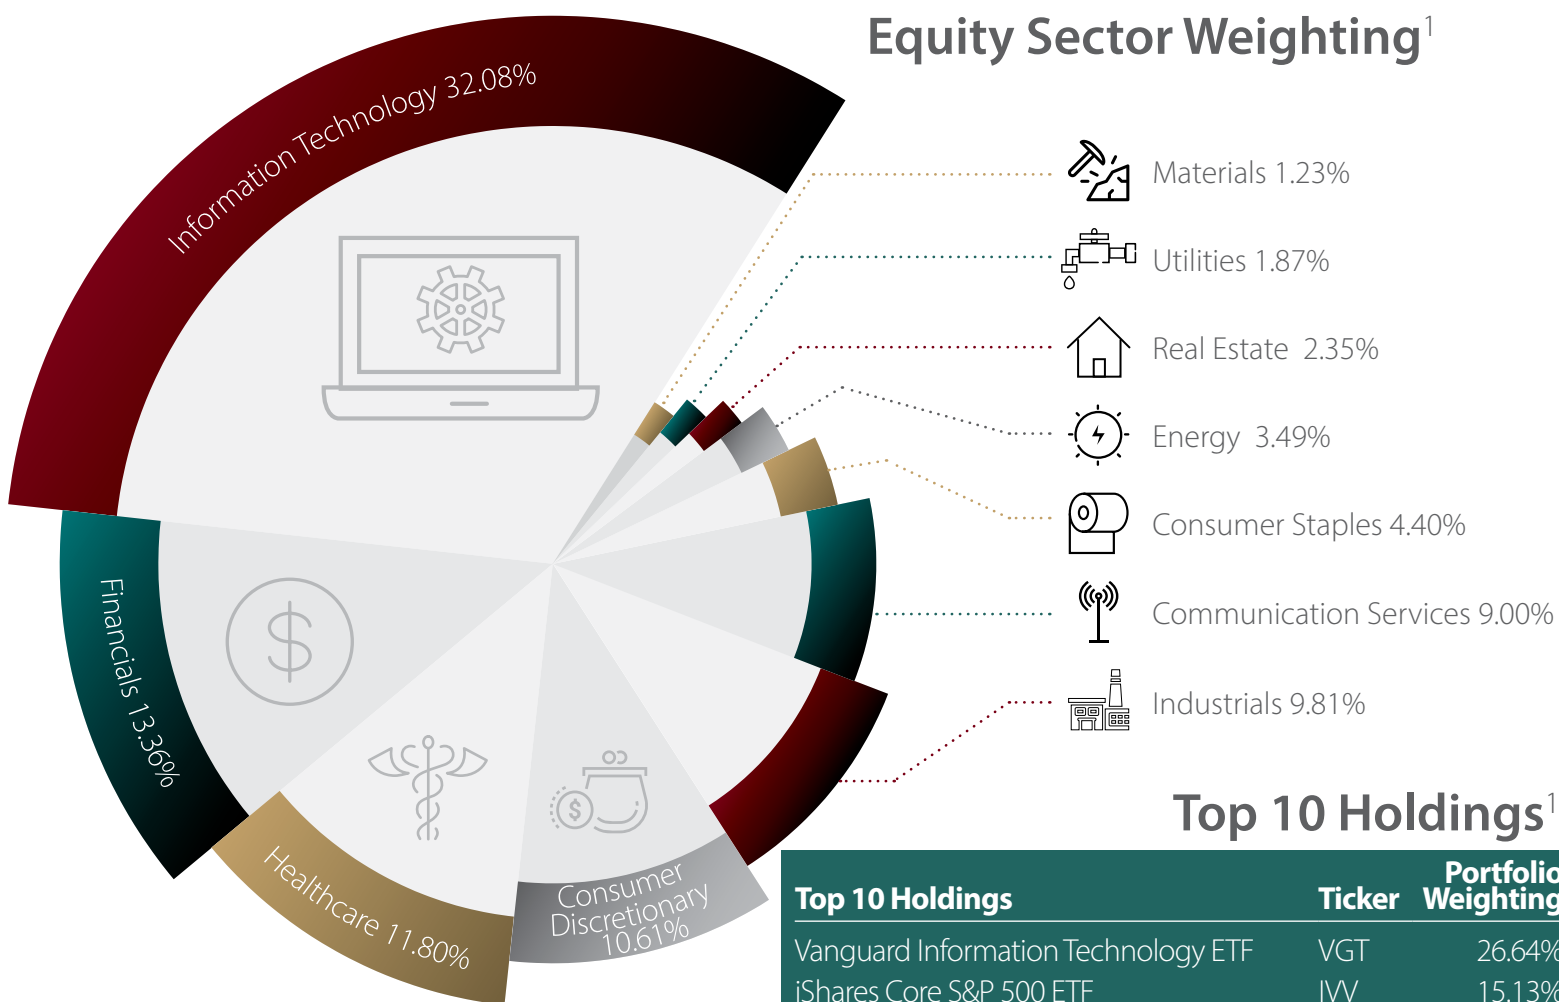 Equity Sector Weighting1
Information Technology 32.08%
Materials 1.23%
Utilities 1.87%
Real Estate 2.35%
Energy 3.49%
Consumer Staples 4.40%
Communication Services 9.00%
Industrials 9.81%
Financials 13.36%
Healthcare 11.80%
Consumer
Discretionary
10.61%
$
$
Top 10 Holdings1
Portfolio
Top 10 Holdings Ticker Weighting
Vanguard Information Technology ETF VGT 26.64%
iShares Core S&P 500 ETF IVV 15.13%